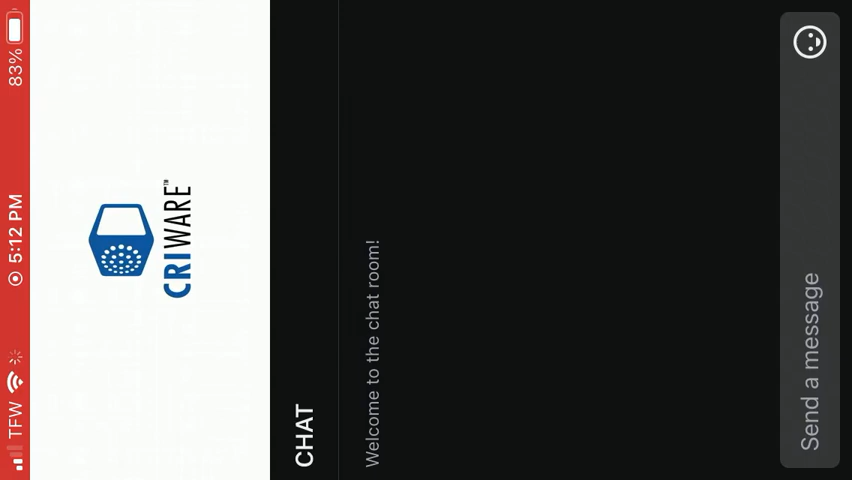 TFW 5:12 PM 83%
CRIWARE™
CHAT
Welcome to the chat room!
Send a message